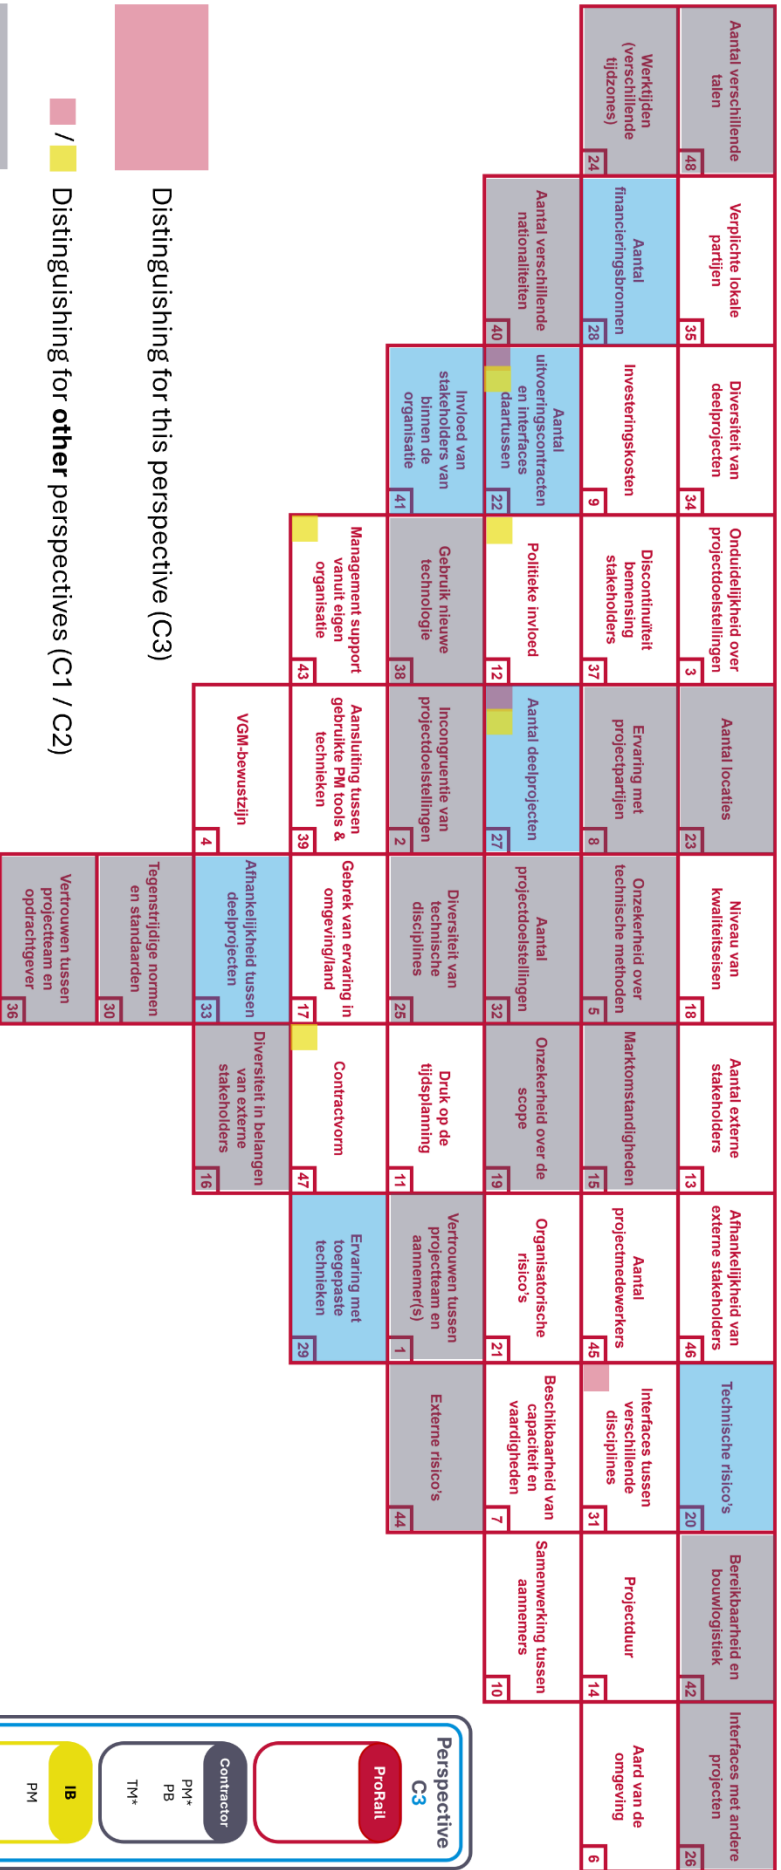 Aantal verschillende
talen
48
Verplichte lokale
partijen
35
Diversiteit van
deelprojecten
34
Onduidelijkheid over
projectdoelstellingen
3
Aantal locaties
23
Niveau van
kwaliteitseisen
18
Aantal externe
stakeholders
13
Afhankelijkheid van
externe stakeholders
46
Technische risico's
20
Bereikbaarheid en
bouwlogistiek
42
Interfaces met andere
projecten
26
Werktijden
(verschillende
tijdzones)
24
Aantal
financieringsbronnen
28
Investeringskosten
9
Discontinuïteit
bemensing
stakeholders
37
Ervaring met
projectpartijen
8
Onzekerheid over
technische methoden
5
Marktomstandigheden
15
Aantal
projectmedewerkers
45
Interfaces tussen
verschillende
disciplines
31
Projectduur
14
Aard van de
omgeving
6
Aantal verschillende
nationaliteiten
40
Aantal
uitvoeringscontracten
en interfaces
daartussen
22
Politieke invloed
12
Aantal deelprojecten
27
Aantal
projectdoelstellingen
32
Onzekerheid over de
scope
19
Organisatorische
risico's
21
Beschikbaarheid van
capaciteit en
vaardigheden
7
Samenwerking tussen
aannemers
10
Invloed van
stakeholders van
binnen de
organisatie
41
Gebruik nieuwe
technologie
38
Incongruentie van
projectdoelstellingen
2
Diversiteit van
technische
disciplines
25
Druk op de
tijdsplanning
11
Vertrouwen tussen
projectteam en
aannemer(s)
1
Externe risico's
44
Management support
vanuit eigen
organisatie
43
Aansluiting tussen
gebruikte PM tools &
technieken
39
Gebrek van ervaring in
omgeving/land
17
Contractvorm
47
Ervaring met
toegepaste
technieken
29
VGM-bewustzijn
4
Afhankelijkheid tussen
deelprojecten
33
Diversiteit in belangen
van externe
stakeholders
16
Tegenstrijdige normen
en standaarden
30
Vertrouwen tussen
projectteam en
opdrachtgever
36
Distinguishing for this perspective (C3)
/ Distinguishing for other perspectives (C1 / C2)
Perspective
C3
ProRail
Contractor
PM*
PB
TM*
IB
PM